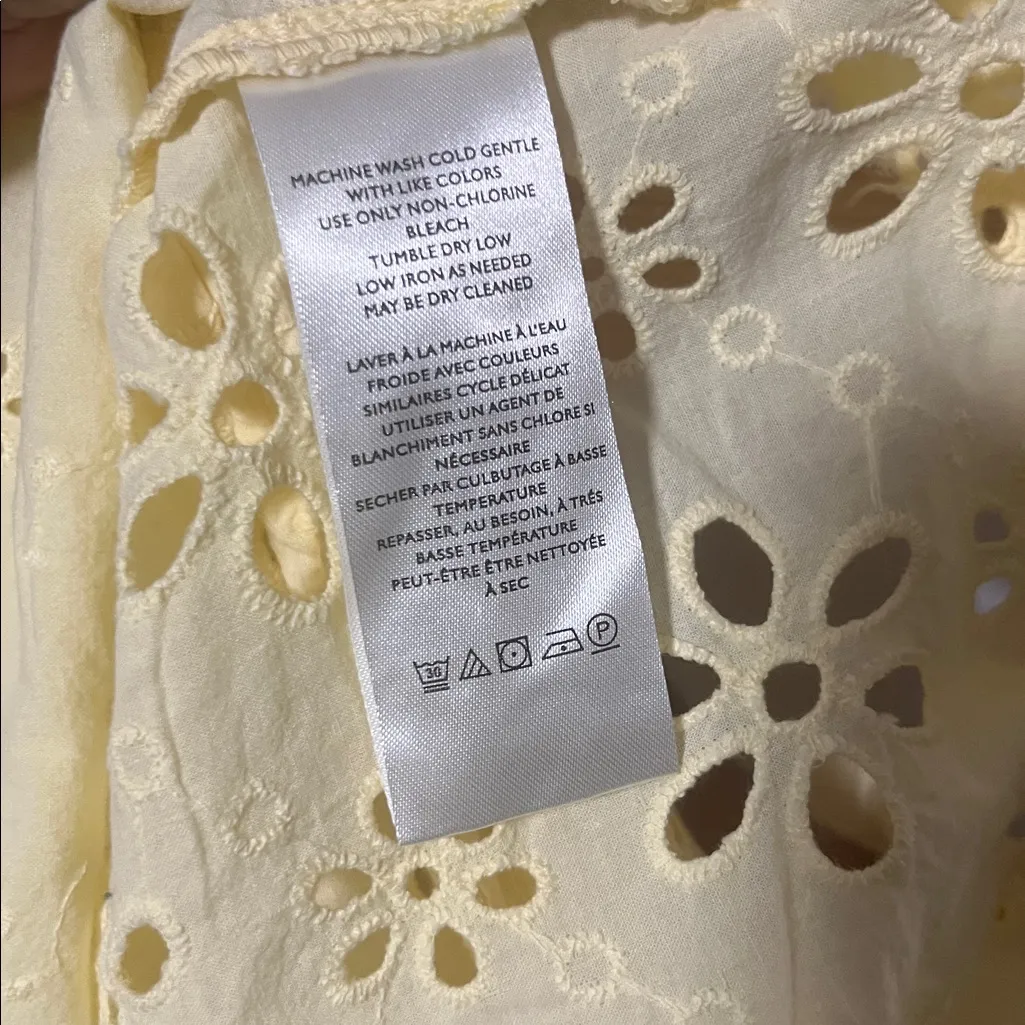 MACHINE WASH COLD GENTLE
WITH LIKE COLORS
USE ONLY NON-CHLORINE
BLEACH
TUMBLE DRY LOW
LOW IRON AS NEEDED
MAY BE DRY CLEANED
LAVER À LA MACHINE À L'EAU
FROIDE AVEC COULEURS
SIMILAIRES CYCLE DÉLICAT
UTILISER UN AGENT DE
BLANCHIMENT SANS CHLORE SI
NÉCESSAIRE
SECHER PAR CULBUTAGE À BASSE
TEMPERATURE
REPASSER, AU BESOIN, À TRÉS
BASSE TEMPÉRATURE
PEUT-ÊTRE ÊTRE NETTOYÉE
À SEC
30 P